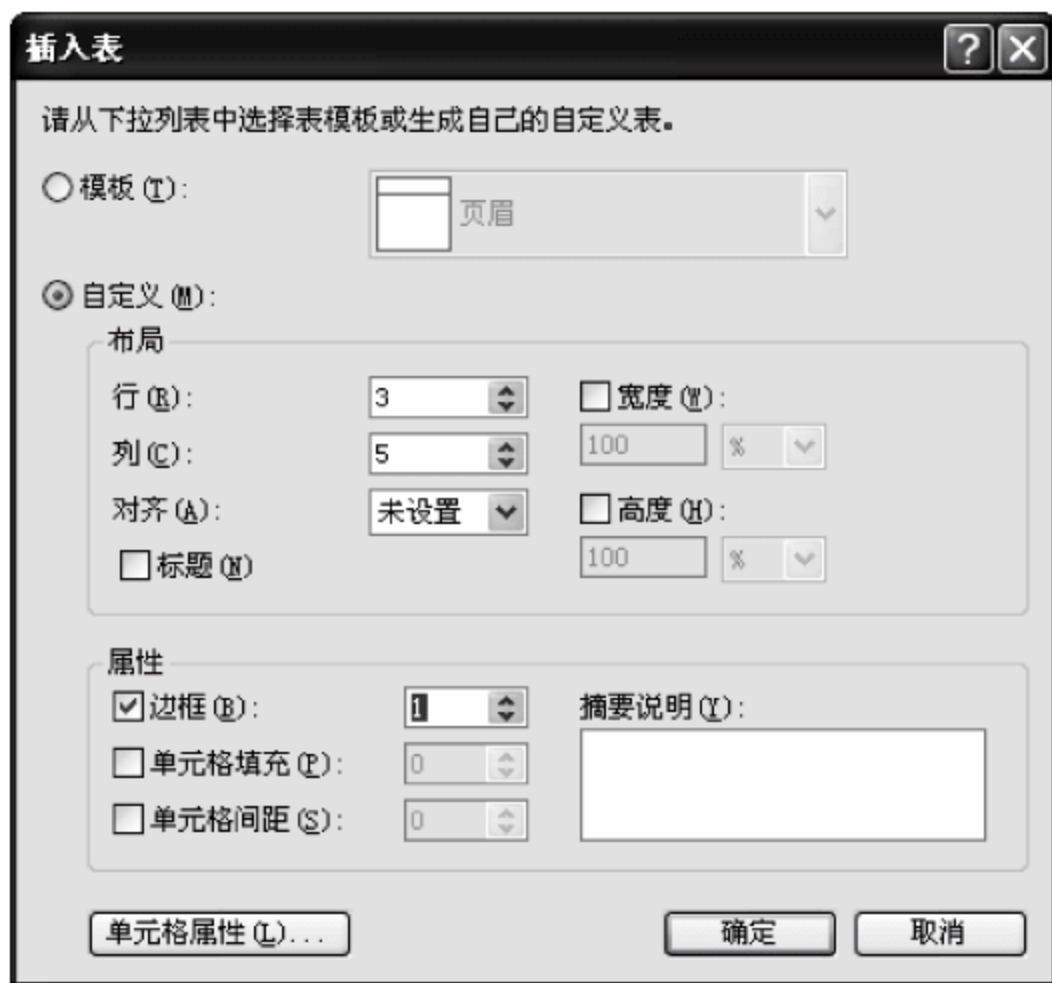 插入表
请从下拉列表中选择表模板或生成自己的自定义表。
模板(T):
页眉
自定义(M):
布局
行(R): 3 宽度(W):
列(C): 5 100 %
对齐(A): 未设置 高度(H):
标题(N) 100 %
属性
边框(B): 1 摘要说明(Y):
单元格填充(P): 0
单元格间距(S): 0
单元格属性(L)... 确定 取消